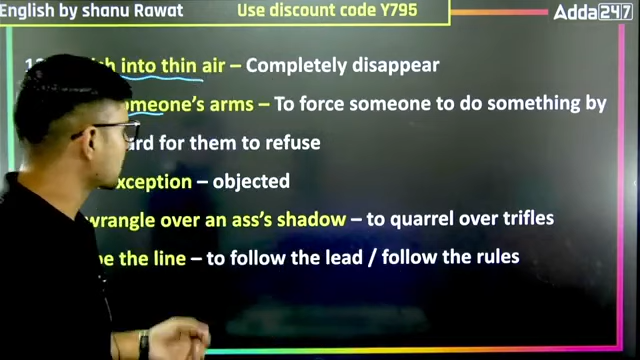 English by shanu Rawat
Use discount code Y795
Adda247
into thin air – Completely disappear
someone's arms – To force someone to do something by
for them to refuse
exception – objected
wrangle over an ass's shadow – to quarrel over trifles
the line – to follow the lead / follow the rules